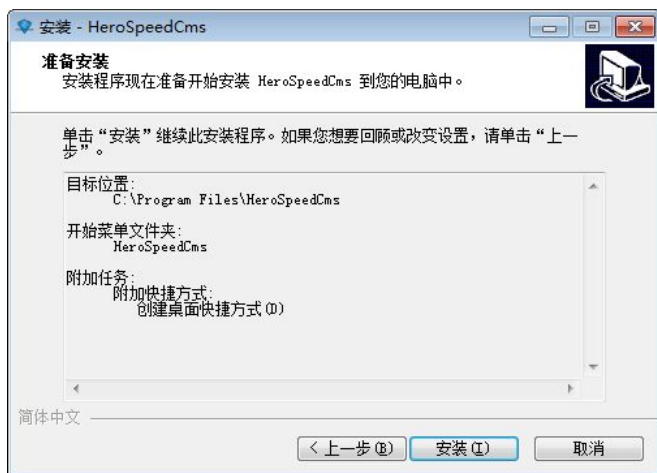 安装 - HeroSpeedCms
准备安装
安装程序现在准备开始安装 HeroSpeedCms 到您的电脑中。
单击“安装”继续此安装程序。如果您想要回顾或改变设置，请单击“上一
步”。
目标位置:
C:\Program Files\HeroSpeedCms
开始菜单文件夹:
HeroSpeedCms
附加任务:
附加快捷方式:
创建桌面快捷方式(D)
简体中文
< 上一步(B)
安装(I)
取消